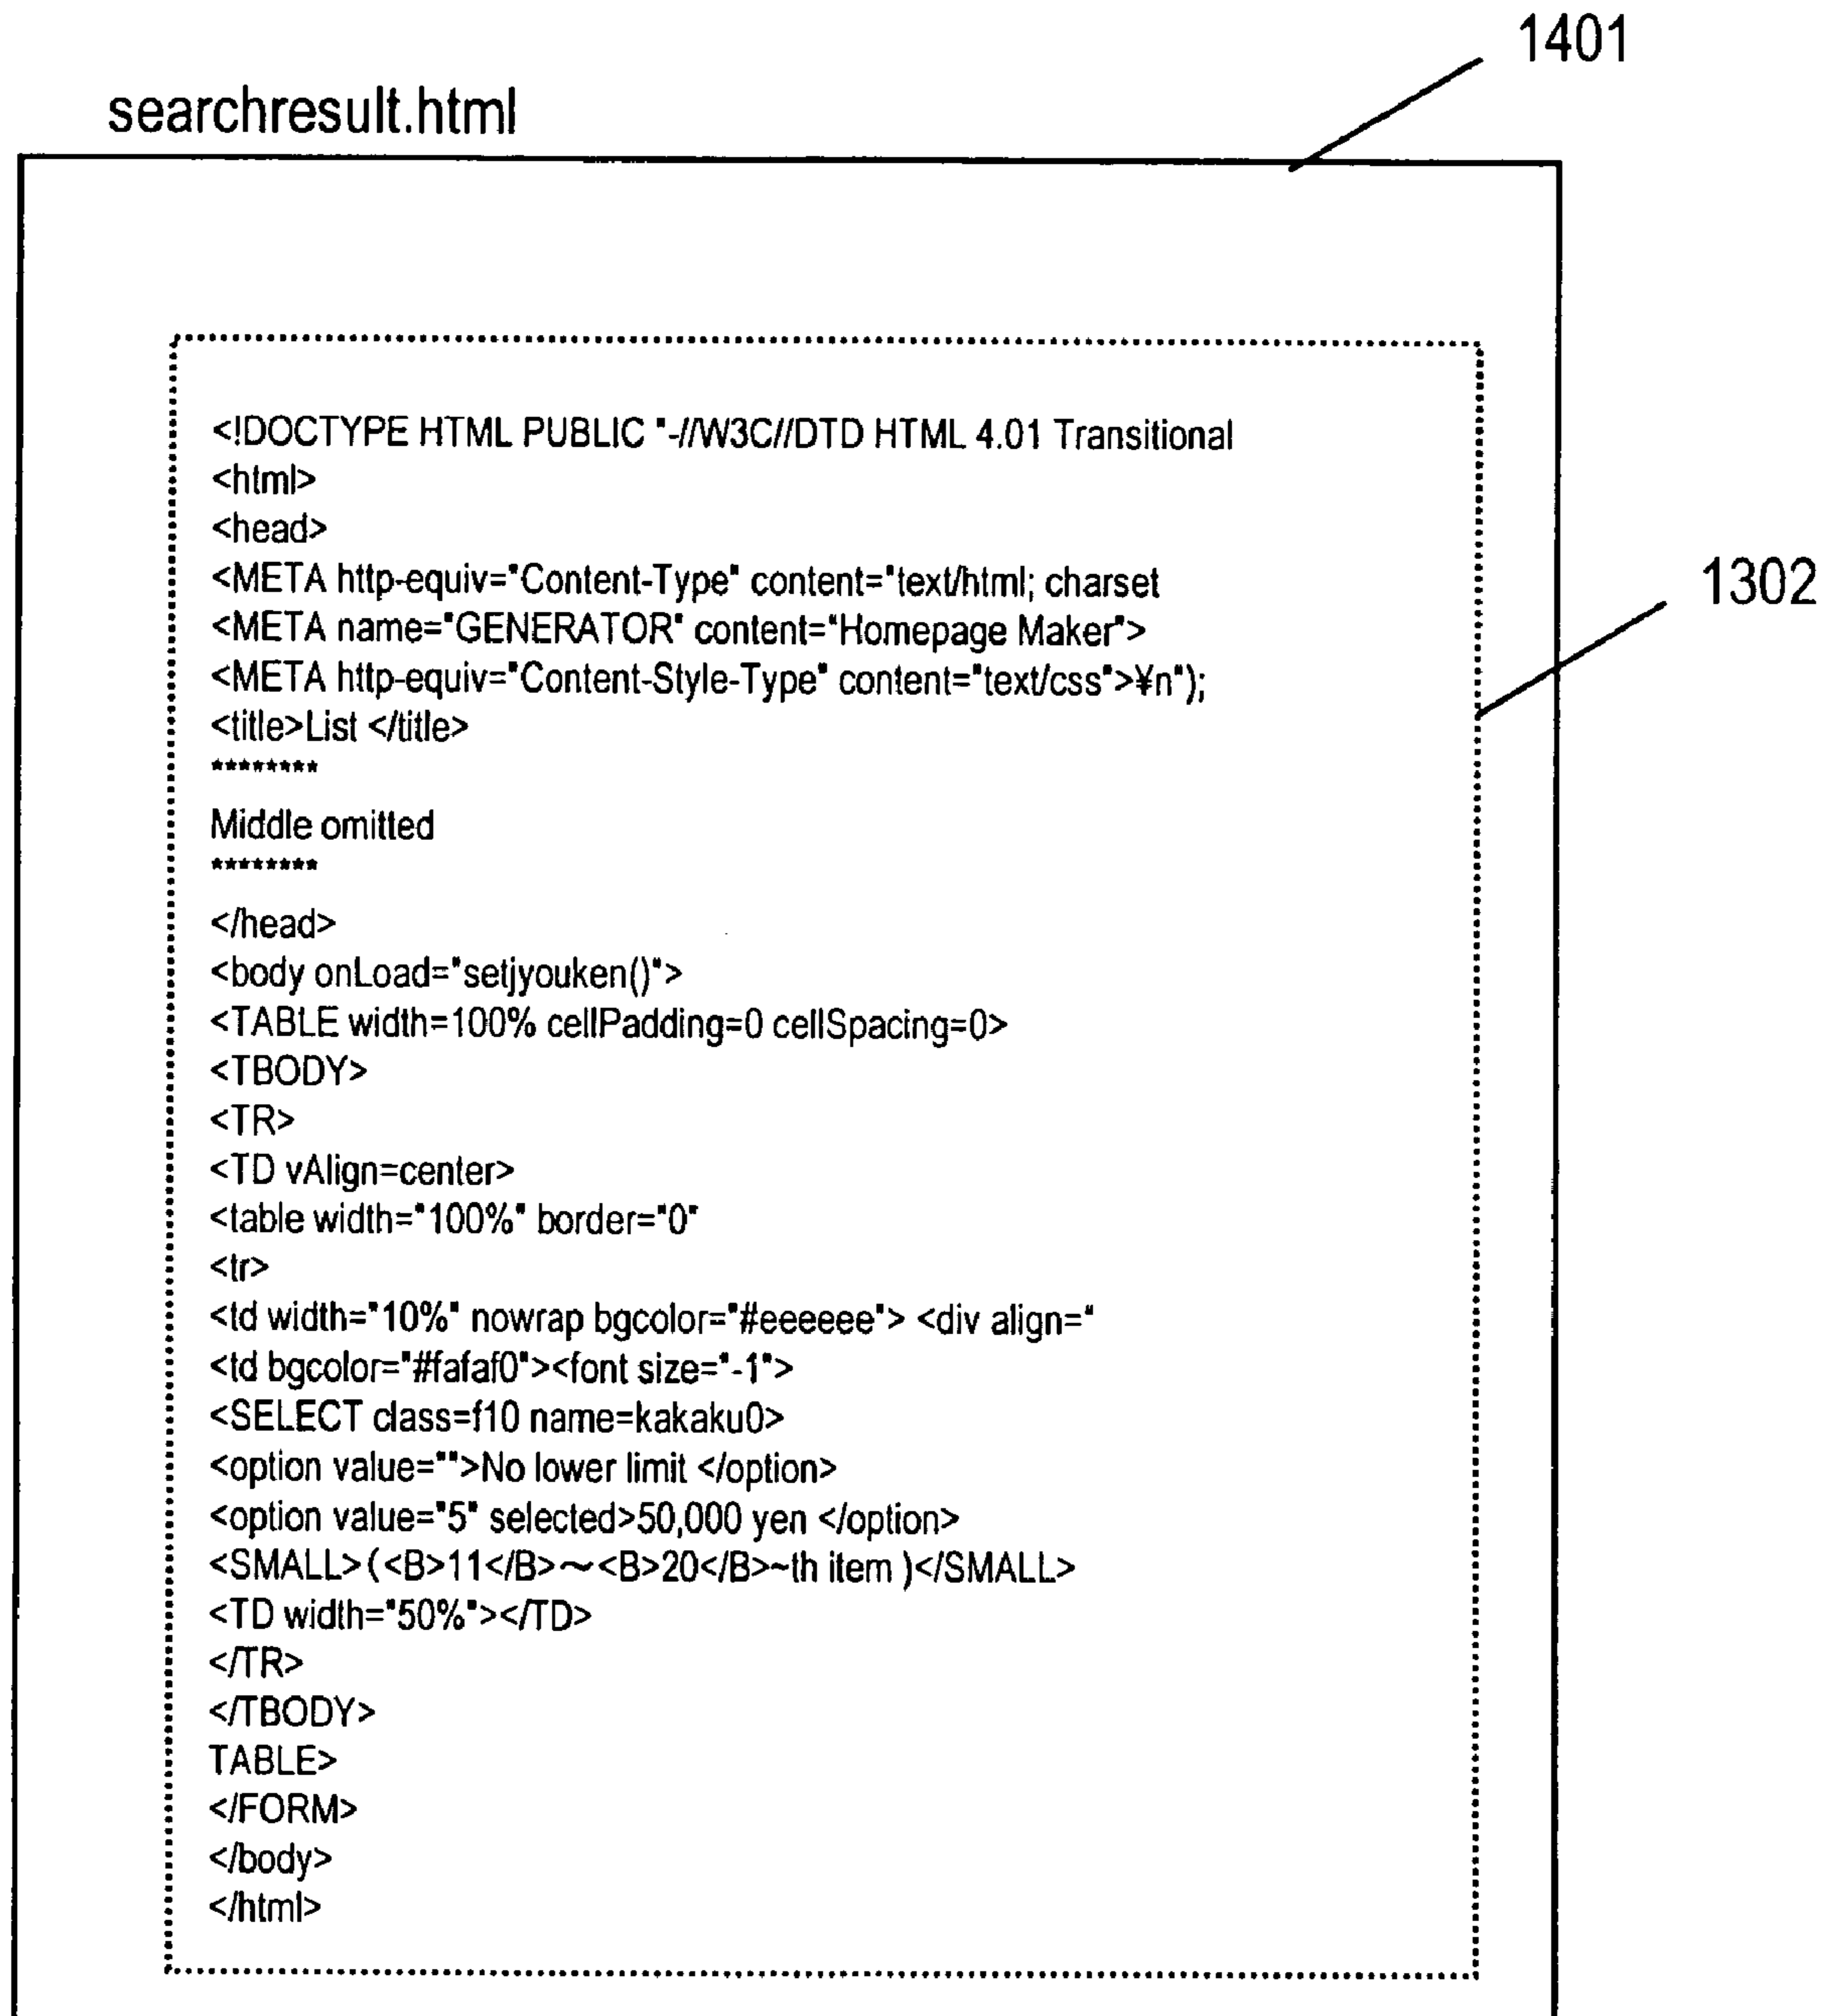 1401
searchresult.html
<!DOCTYPE HTML PUBLIC "-//W3C//DTD HTML 4.01 Transitional
<html>
<head>
<META http-equiv="Content-Type" content="text/html; charset
<META name="GENERATOR" content="Homepage Maker">
<META http-equiv="Content-Style-Type" content="text/css">¥n");
<title>List </title>
********
Middle omitted
********
</head>
<body onLoad="setjyouken()">
<TABLE width=100% cellPadding=0 cellSpacing=0>
<TBODY>
<TR>
<TD vAlign=center>
<table width="100%" border="0"
<tr>
<td width="10%" nowrap bgcolor="#eeeeee"> <div align="
<td bgcolor="#fafaf0"><font size="-1">
<SELECT class=f10 name=kakaku0>
<option value="">No lower limit </option>
<option value="5" selected>50,000 yen </option>
<SMALL>(<B>11</B>～<B>20</B>~th item )</SMALL>
<TD width="50%"></TD>
</TR>
</TBODY>
TABLE>
</FORM>
</body>
</html>
1302